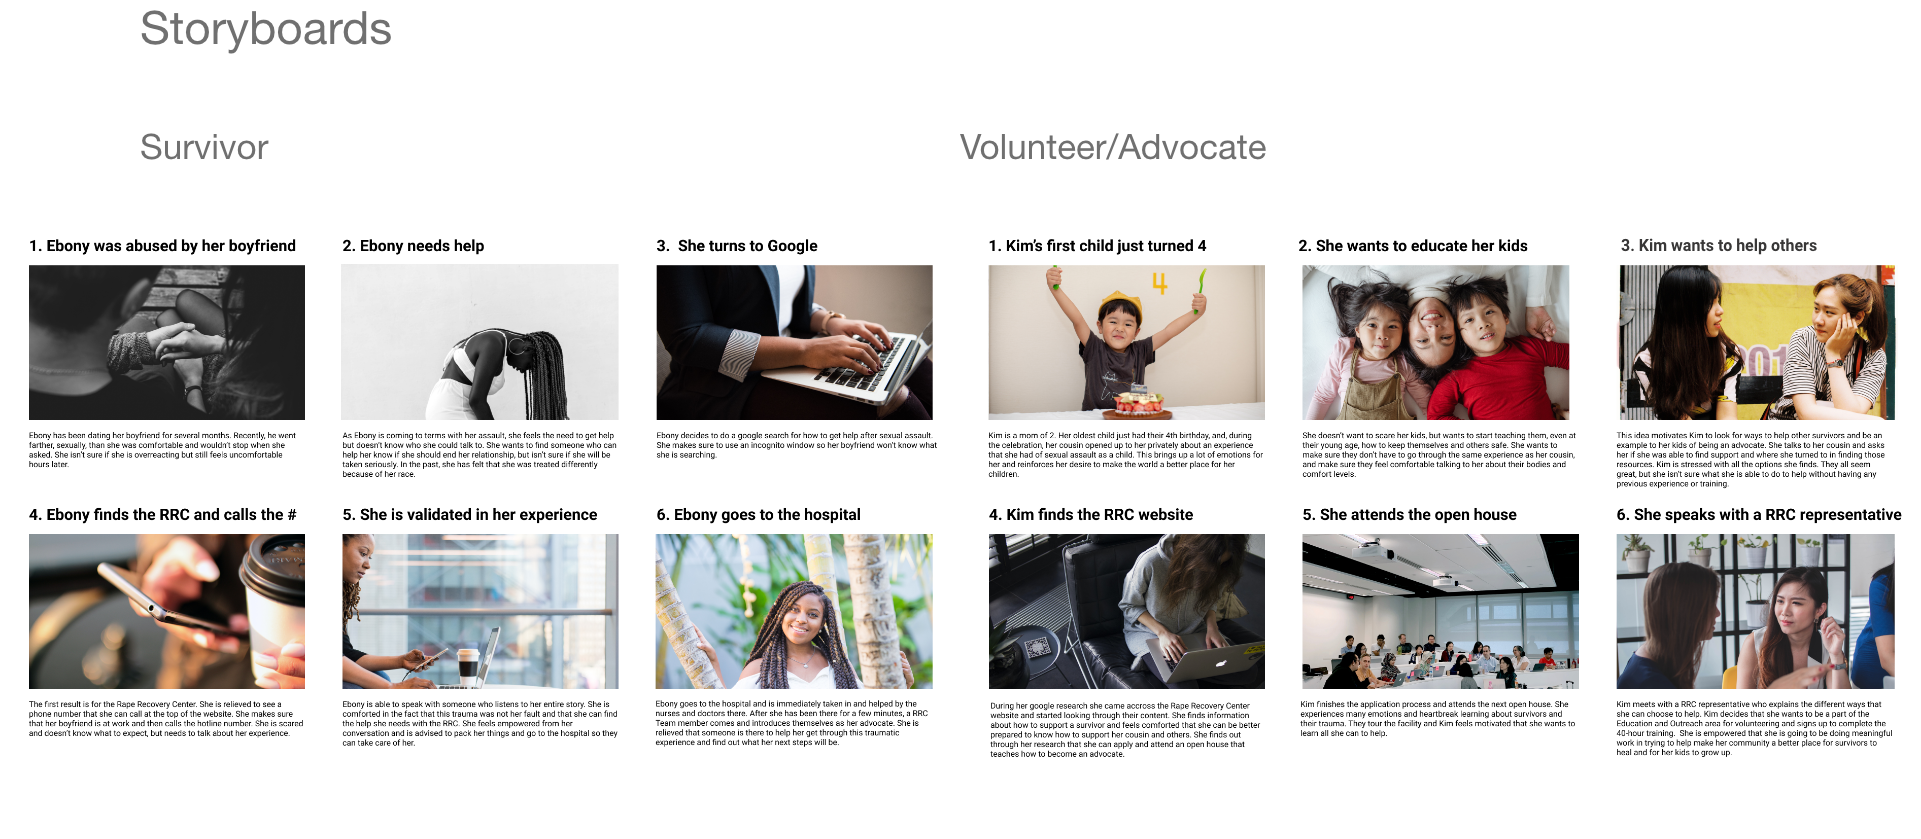 Storyboards
Survivor
Volunteer/Advocate
1. Ebony was abused by her boyfriend
Ebony has been dating her boyfriend for several months. Recently, he went
farther, sexually, than she was comfortable and wouldn't stop when she
asked. She isn't sure if she is overreacting but still feels uncomfortable
hours later.
2. Ebony needs help
As Ebony is coming to terms with her assault, she feels the need to get help
but doesn't know who she could talk to. She wants to find someone who can
help her know if she should end her relationship, but isn't sure if she will be
taken seriously. In the past, she has felt that she was treated differently
because of her race.
3. She turns to Google
Ebony decides to do a google search for how to get help after sexual assault.
She makes sure to use an incognito window so her boyfriend won't know what
she is searching.
4. Ebony finds the RRC and calls the #
The first result is for the Rape Recovery Center. She is relieved to see a
phone number that she can call at the top of the website. She makes sure
that her boyfriend is at work and then calls the hotline number. She is scared
and doesn't know what to expect, but needs to talk about her experience.
5. She is validated in her experience
Ebony is able to speak with someone who listens to her entire story. She is
comforted in the fact that this trauma was not her fault and that she can find
the help she needs with the RRC. She feels empowered from her
conversation and is advised to pack her things and go to the hospital so they
can take care of her.
6. Ebony goes to the hospital
Ebony goes to the hospital and is immediately taken in and helped by the
nurses and doctors there. After she has been there for a few minutes, a RRC
Team member comes and introduces themselves as her advocate. She is
relieved that someone is there to help her get through this traumatic
experience and find out what her next steps will be.
1. Kim's first child just turned 4
4
Kim is a mom of 2. Her oldest child just had their 4th birthday, and, during
the celebration, her cousin opened up to her privately about an experience
that she had of sexual assault as a child. This brings up a lot of emotions for
her and reinforces her desire to make the world a better place for her
children.
2. She wants to educate her kids
She doesn't want to scare her kids, but wants to start teaching them, even at
their young age, how to keep themselves and others safe. She wants to
make sure they don't have to go through the same experience as her cousin,
and make sure they feel comfortable talking to her about their bodies and
comfort levels.
3. Kim wants to help others
201
This idea motivates Kim to look for ways to help other survivors and be an
example to her kids of being an advocate. She talks to her cousin and asks
her if she was able to find support and where she turned to in finding those
resources. Kim is stressed with all the options she finds. They all seem
great, but she isn't sure what she is able to do to help without having any
previous experience or training.
4. Kim finds the RRC website
During her google research she came accross the Rape Recovery Center
website and started looking through their content. She finds information
about how to support a survivor and feels comforted that she can be better
prepared to know how to support her cousin and others. She finds out
through her research that she can apply and attend an open house that
teaches how to become an advocate.
5. She attends the open house
Kim finishes the application process and attends the next open house. She
experiences many emotions and heartbreak learning about survivors and
their trauma. They tour the facility and Kim feels motivated that she wants to
learn all she can to help.
6. She speaks with a RRC representative
Kim meets with a RRC representative who explains the different ways that
she can choose to help. Kim decides that she wants to be a part of the
Education and Outreach area for volunteering and signs up to complete the
40-hour training. She is empowered that she is going to be doing meaningful
work in trying to help make her community a better place for survivors to
heal and for her kids to grow up.